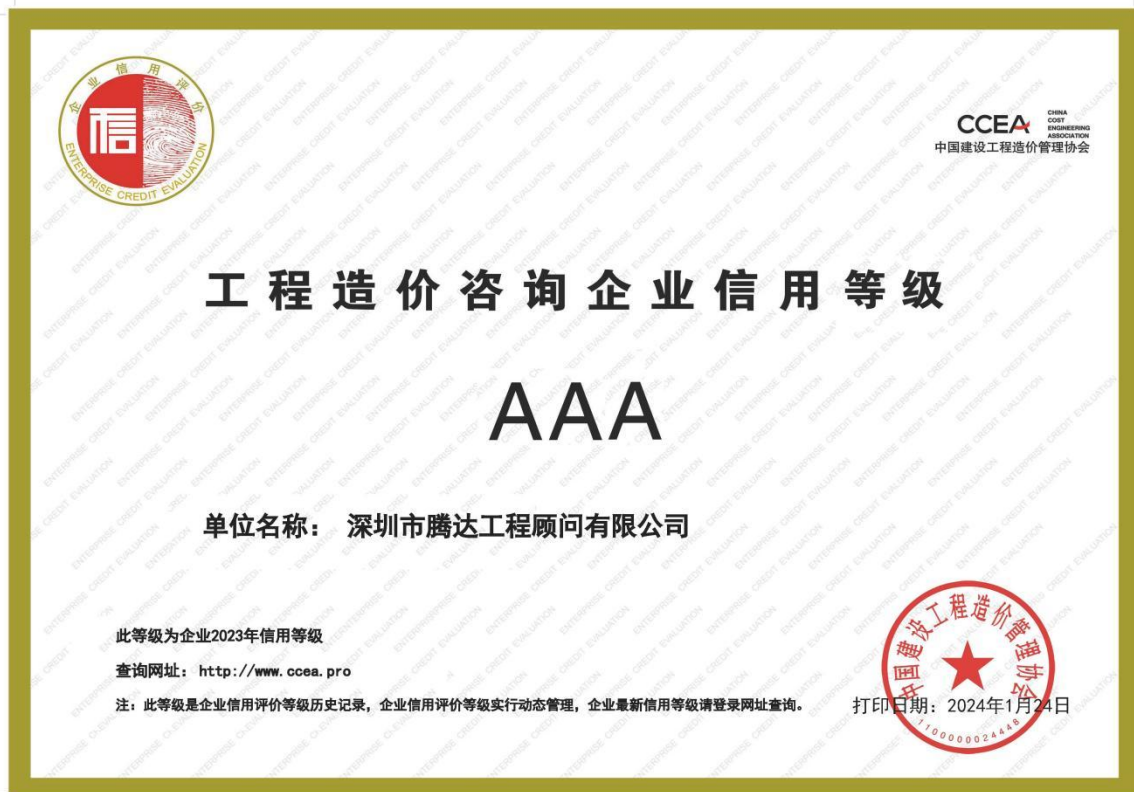 企业信用评价
信
ENTERPRISE CREDIT EVALUATION
CCEA
CHINA
COST
ENGINEERING
ASSOCIATION
中国建设工程造价管理协会
工程造价咨询企业信用等级
AAA
单位名称： 深圳市腾达工程顾问有限公司
此等级为企业2023年信用等级
查询网址：http://www.ccea.pro
注：此等级是企业信用评价等级历史记录，企业信用评价等级实行动态管理，企业最新信用等级请登录网址查询。
中国建设工程造价管理协会
打印日期：2024年1月24日
1100000024448